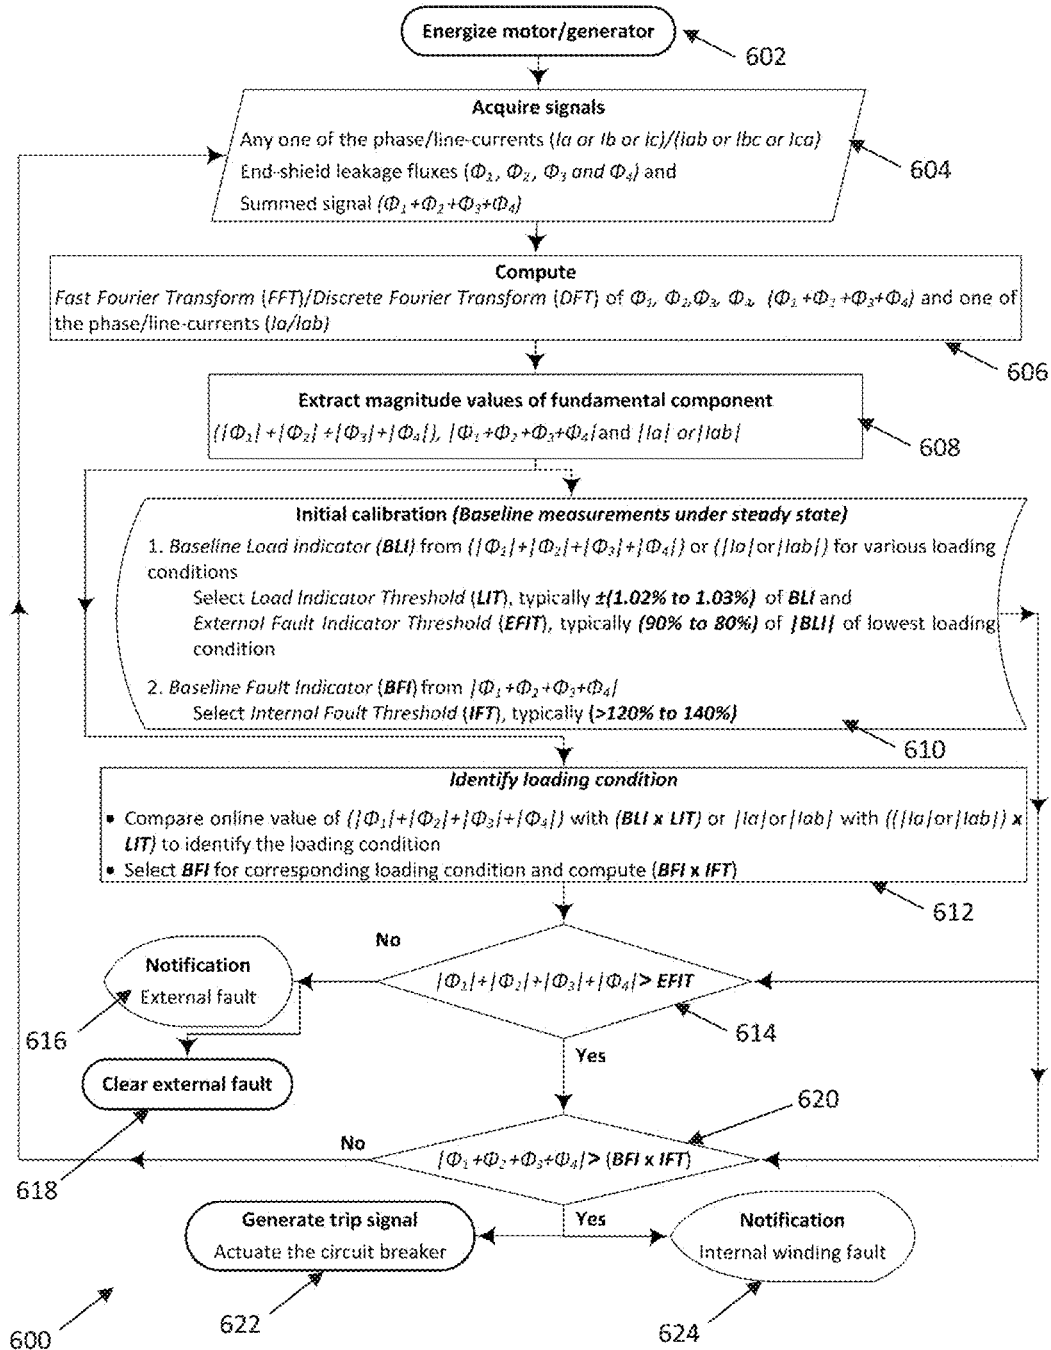 Energize motor/generator
602
Acquire signals
Any one of the phase/line-currents (Ia or Ib or Ic)/(Iab or Ibc or Ica)
End-shield leakage fluxes (Φ1, Φ2, Φ3 and Φ4) and
Summed signal (Φ1+Φ2+Φ3+Φ4)
604
Compute
Fast Fourier Transform (FFT)/Discrete Fourier Transform (DFT) of Φ1, Φ2,Φ3, Φ4, (Φ1+Φ2+Φ3+Φ4) and one of
the phase/line-currents (Ia/Iab)
606
Extract magnitude values of fundamental component
(|Φ1|+|Φ2|+|Φ3|+|Φ4|), |Φ1+Φ2+Φ3+Φ4| and |Ia| or|Iab|
608
Initial calibration (Baseline measurements under steady state)
1. Baseline Load Indicator (BLI) from (|Φ1|+|Φ2|+|Φ3|+|Φ4|) or (|Ia|or|Iab|) for various loading
conditions
Select Load Indicator Threshold (LIT), typically ±(1.02% to 1.03%) of BLI and
External Fault Indicator Threshold (EFIT), typically (90% to 80%) of |BLI| of lowest loading
condition
2. Baseline Fault Indicator (BFI) from |Φ1+Φ2+Φ3+Φ4|
Select Internal Fault Threshold (IFT), typically (>120% to 140%)
610
Identify loading condition
• Compare online value of (|Φ1|+|Φ2|+|Φ3|+|Φ4|) with (BLI x LIT) or |Ia|or|Iab| with ((|Ia|or|Iab|) x
LIT) to identify the loading condition
• Select BFI for corresponding loading condition and compute (BFI x IFT)
612
No
Notification
External fault
616
|Φ1|+|Φ2|+|Φ3|+|Φ4|> EFIT
614
Yes
Clear external fault
618
620
No
|Φ1+Φ2+Φ3+Φ4|> (BFI x IFT)
Yes
Generate trip signal
Actuate the circuit breaker
622
Notification
Internal winding fault
624
600